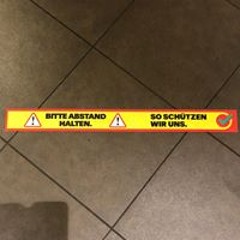 BITTE ABSTAND
HALTEN.
SO SCHÜTZEN
WIR UNS.